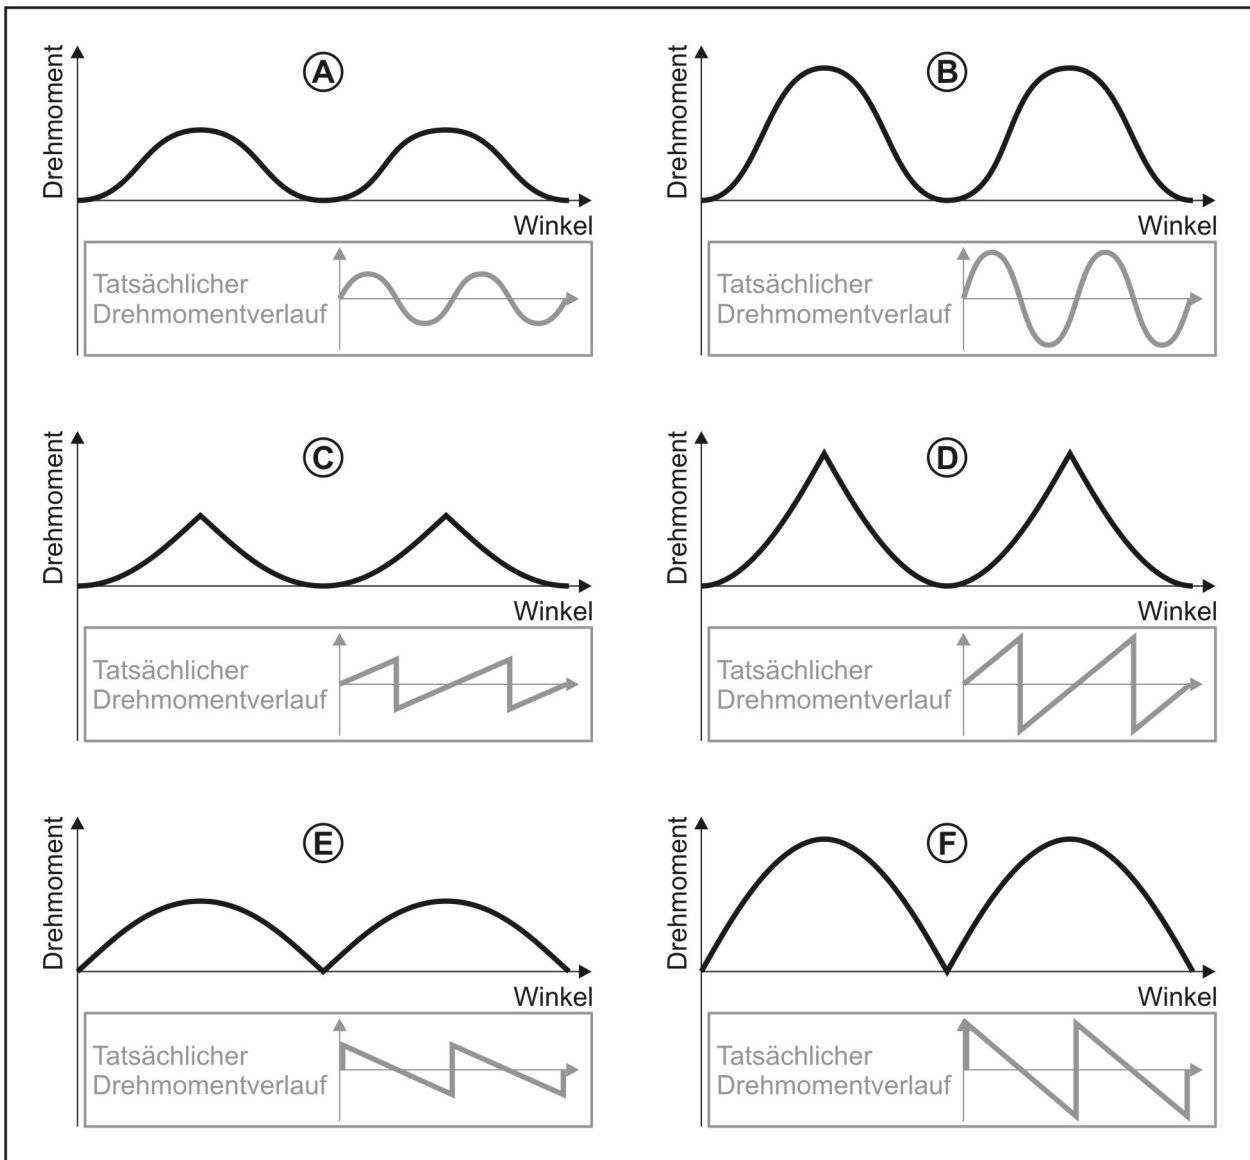 Drehmoment
A
Winkel
Tatsächlicher
Drehmomentverlauf
Drehmoment
B
Winkel
Tatsächlicher
Drehmomentverlauf
Drehmoment
C
Winkel
Tatsächlicher
Drehmomentverlauf
Drehmoment
D
Winkel
Tatsächlicher
Drehmomentverlauf
Drehmoment
E
Winkel
Tatsächlicher
Drehmomentverlauf
Drehmoment
F
Winkel
Tatsächlicher
Drehmomentverlauf